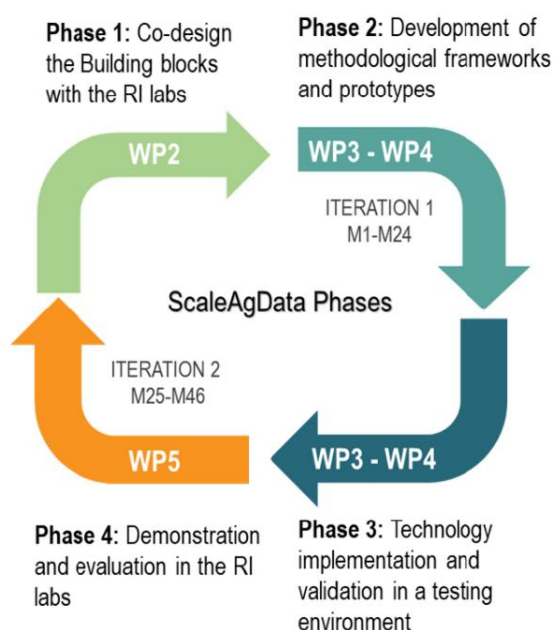 Phase 1: Co-design
the Building blocks
with the RI labs
Phase 2: Development of
methodological frameworks
and prototypes
WP2
WP3 - WP4
ITERATION 1
M1-M24
ScaleAgData Phases
ITERATION 2
M25-M46
WP5
WP3 - WP4
Phase 4: Demonstration
and evaluation in the RI
labs
Phase 3: Technology
implementation and
validation in a testing
environment